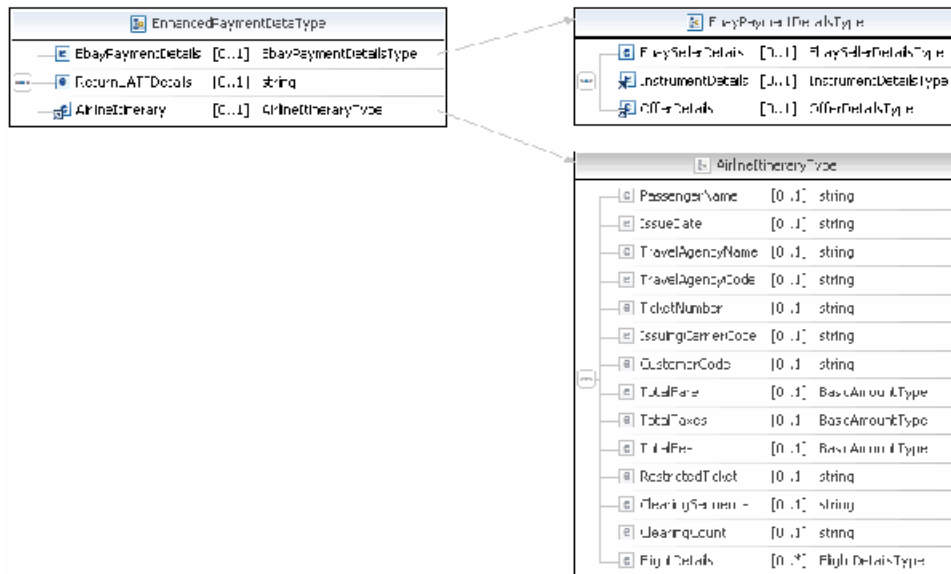 EnhancedPaymentDataType
EbayPaymentDetails [0..1] EbayPaymentDetailsType
[0..1] string
AirlineItinerary [0..1] AirlineItineraryType
EbayPaymentDetailsType
EbaySellerDetails [0..1] EbaySellerDetailsType
InstrumentDetails [0..1] InstrumentDetailsType
OfferDetails [0..1] OfferDetailsType
AirlineItineraryType
PassengerName [0..1] string
IssueDate [0..1] string
TravelAgencyName [0..1] string
TravelAgencyCode [0..1] string
TicketNumber [0..1] string
IssuingCarrierCode [0..1] string
CustomerCode [0..1] string
TotalFare [0..1] BasicAmountType
TotalTaxes [0..1] BasicAmountType
TotalFee [0..1] BasicAmountType
RestrictedTicket [0..1] string
ClearingSequence [0..1] string
ClearingCount [0..1] string
FlightDetails [0..*] FlightDetailsType